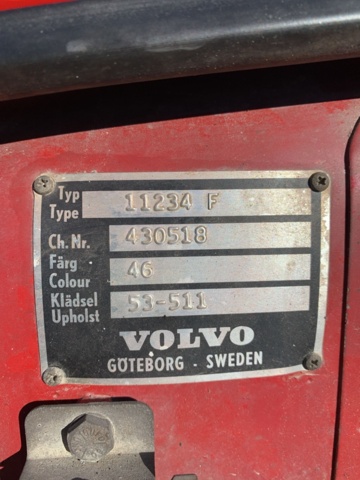 Typ
Type 11234 F
Ch. Nr. 430518
Färg
Colour 46
Klädsel
Upholst 53-511
VOLVO
GÖTEBORG - SWEDEN